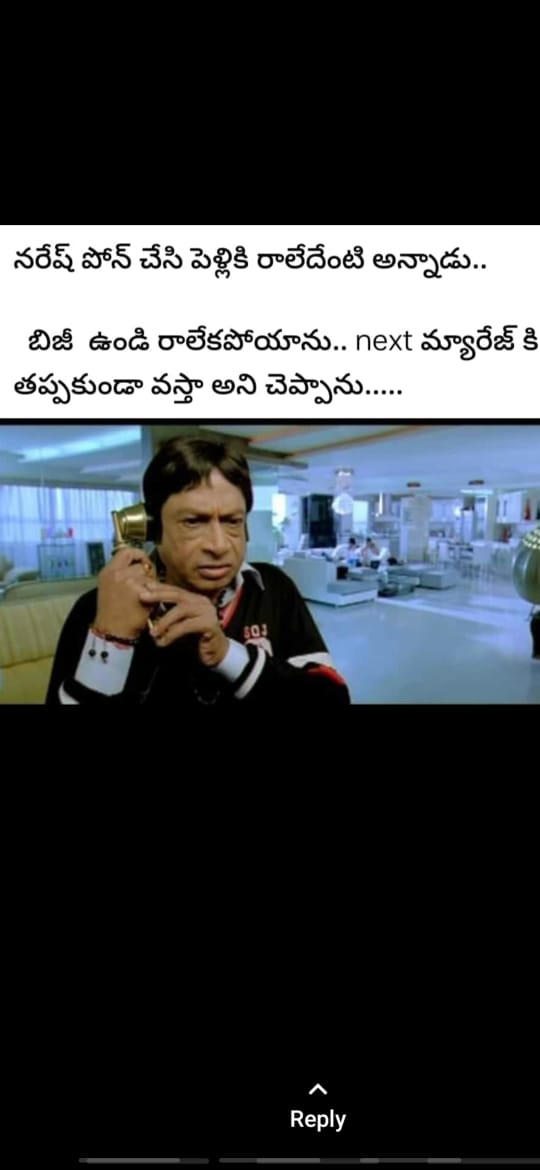 నరేష్ పోన్ చేసి పెళ్లికి రాలేదేంటి అన్నాడు..
బిజీ ఉండి రాలేకపోయాను.. next మ్యారేజ్ కి
తప్పకుండా వస్తా అని చెప్పాను.....
Reply